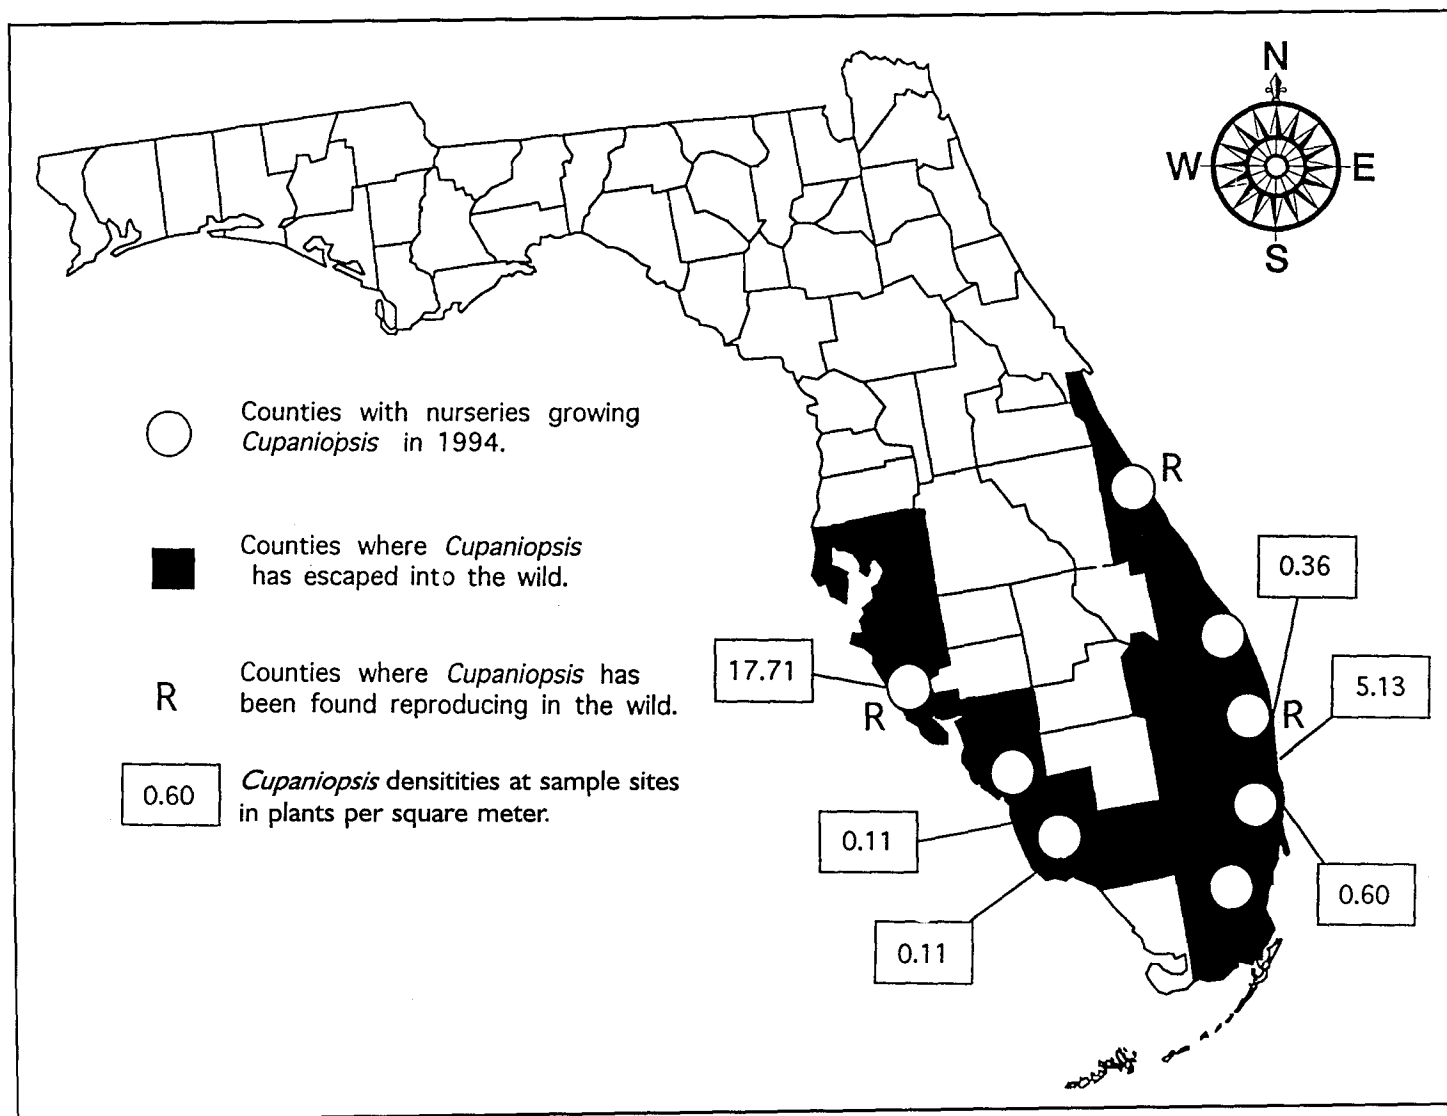 N
W E
S
Counties with nurseries growing
Cupaniopsis in 1994.
R
Counties where Cupaniopsis
has escaped into the wild.
0.36
Counties where Cupaniopsis has
been found reproducing in the wild.
R
17.71
5.13
R
R
0.60
Cupaniopsis densitities at sample sites
in plants per square meter.
0.11
0.60
0.11